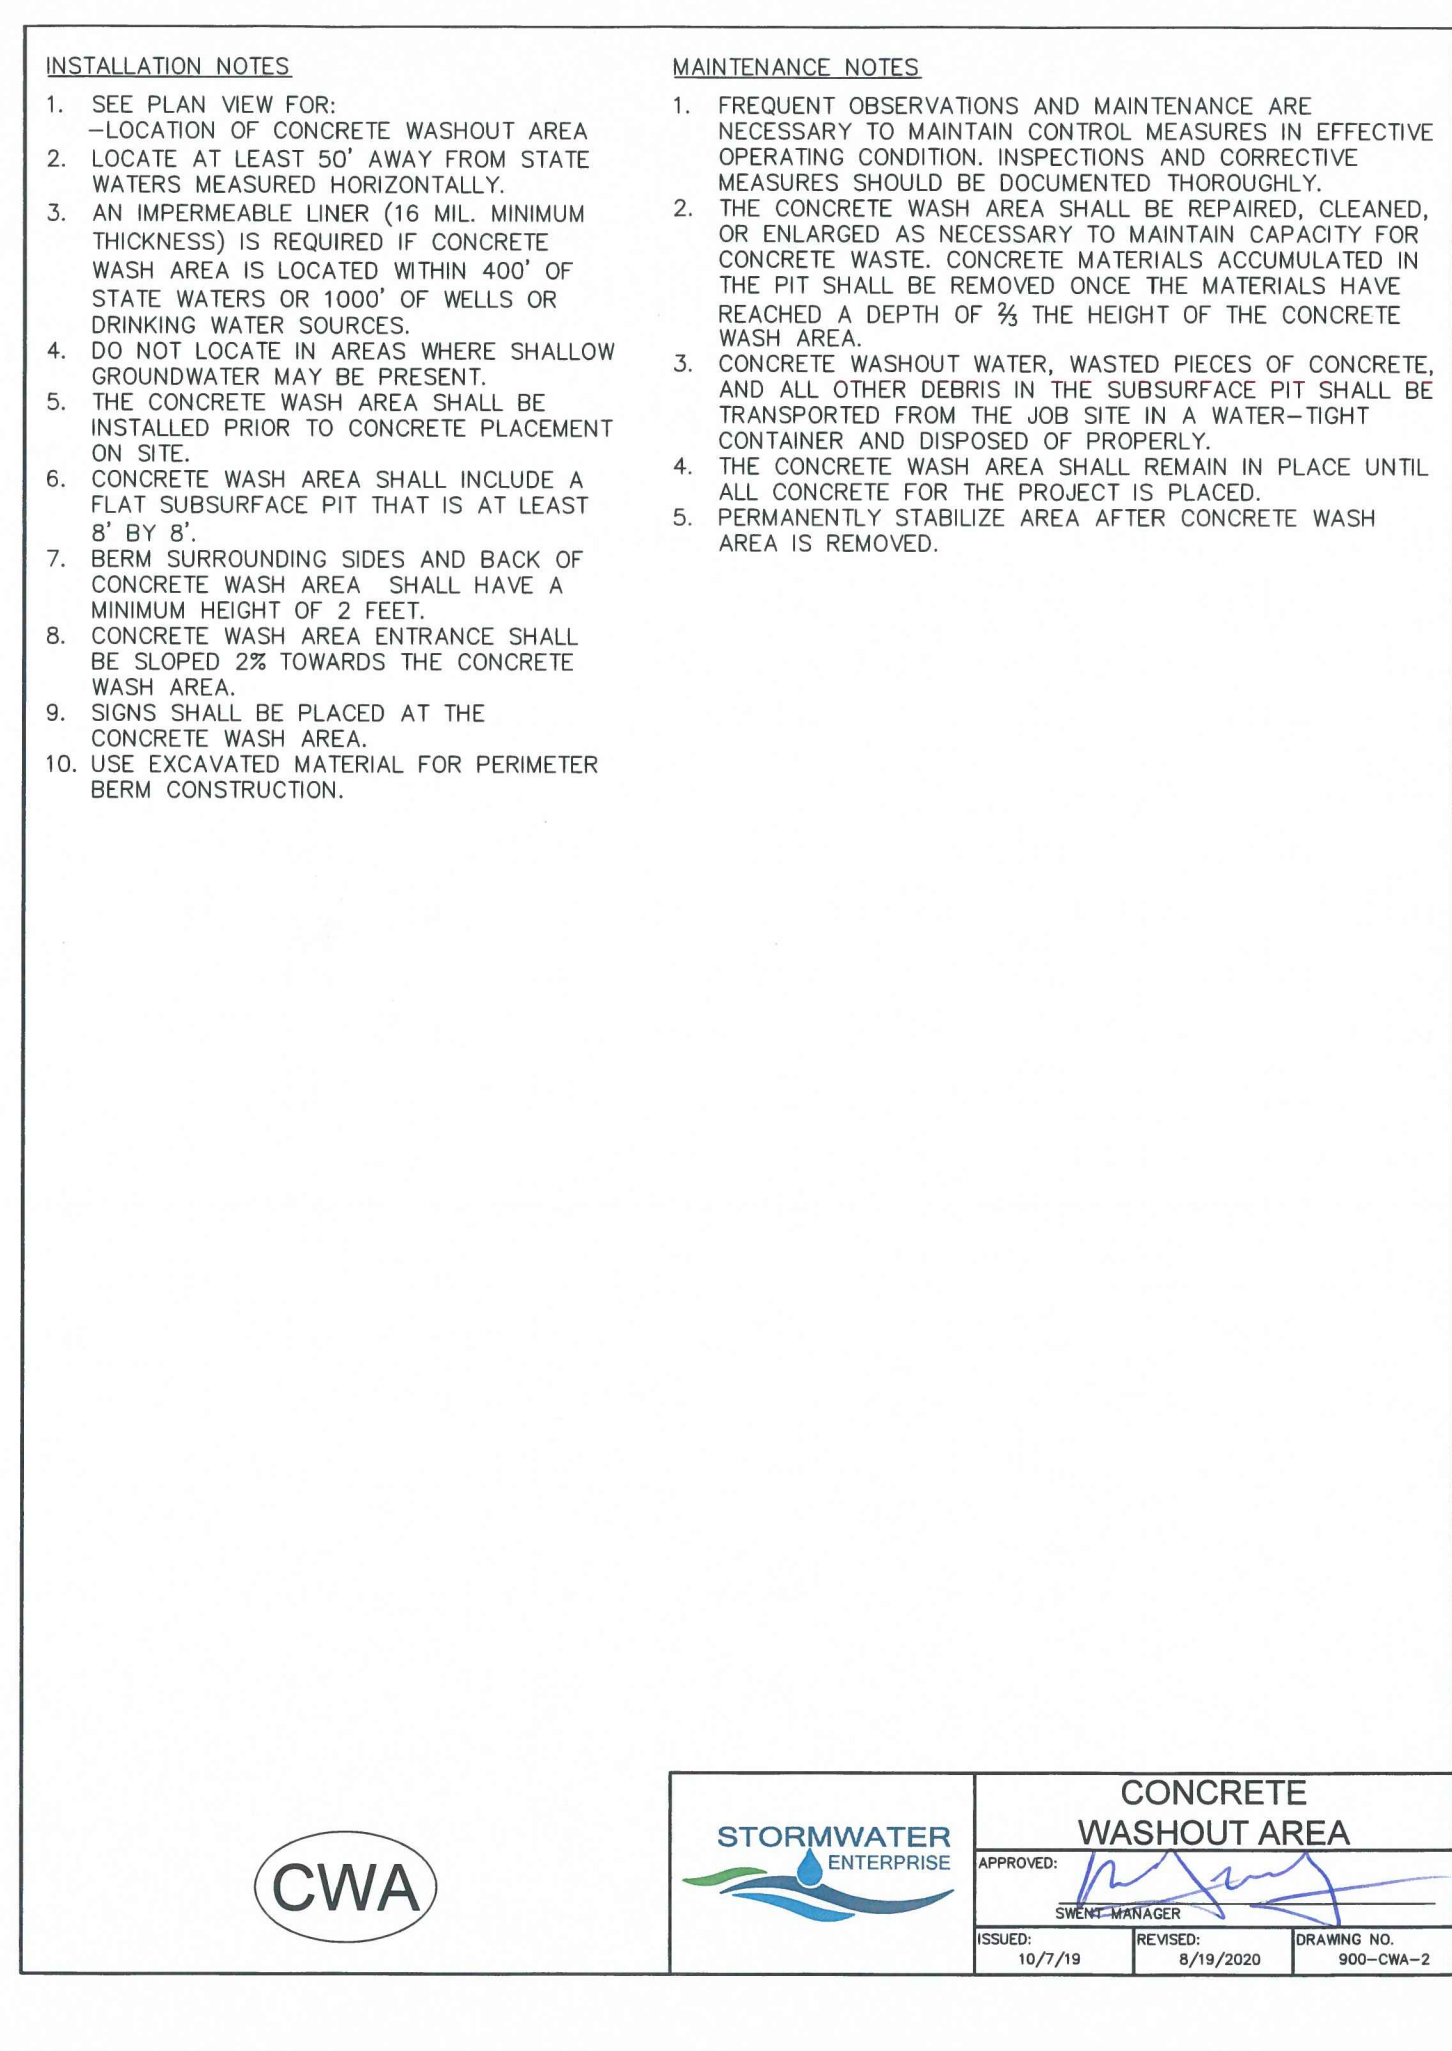 INSTALLATION NOTES
1. SEE PLAN VIEW FOR:
–LOCATION OF CONCRETE WASHOUT AREA
2. LOCATE AT LEAST 50' AWAY FROM STATE
WATERS MEASURED HORIZONTALLY.
3. AN IMPERMEABLE LINER (16 MIL. MINIMUM
THICKNESS) IS REQUIRED IF CONCRETE
WASH AREA IS LOCATED WITHIN 400' OF
STATE WATERS OR 1000' OF WELLS OR
DRINKING WATER SOURCES.
4. DO NOT LOCATE IN AREAS WHERE SHALLOW
GROUNDWATER MAY BE PRESENT.
5. THE CONCRETE WASH AREA SHALL BE
INSTALLED PRIOR TO CONCRETE PLACEMENT
ON SITE.
6. CONCRETE WASH AREA SHALL INCLUDE A
FLAT SUBSURFACE PIT THAT IS AT LEAST
8' BY 8'.
7. BERM SURROUNDING SIDES AND BACK OF
CONCRETE WASH AREA SHALL HAVE A
MINIMUM HEIGHT OF 2 FEET.
8. CONCRETE WASH AREA ENTRANCE SHALL
BE SLOPED 2% TOWARDS THE CONCRETE
WASH AREA.
9. SIGNS SHALL BE PLACED AT THE
CONCRETE WASH AREA.
10. USE EXCAVATED MATERIAL FOR PERIMETER
BERM CONSTRUCTION.
MAINTENANCE NOTES
1. FREQUENT OBSERVATIONS AND MAINTENANCE ARE
NECESSARY TO MAINTAIN CONTROL MEASURES IN EFFECTIVE
OPERATING CONDITION. INSPECTIONS AND CORRECTIVE
MEASURES SHOULD BE DOCUMENTED THOROUGHLY.
2. THE CONCRETE WASH AREA SHALL BE REPAIRED, CLEANED,
OR ENLARGED AS NECESSARY TO MAINTAIN CAPACITY FOR
CONCRETE WASTE. CONCRETE MATERIALS ACCUMULATED IN
THE PIT SHALL BE REMOVED ONCE THE MATERIALS HAVE
REACHED A DEPTH OF ⅔ THE HEIGHT OF THE CONCRETE
WASH AREA.
3. CONCRETE WASHOUT WATER, WASTED PIECES OF CONCRETE,
AND ALL OTHER DEBRIS IN THE SUBSURFACE PIT SHALL BE
TRANSPORTED FROM THE JOB SITE IN A WATER–TIGHT
CONTAINER AND DISPOSED OF PROPERLY.
4. THE CONCRETE WASH AREA SHALL REMAIN IN PLACE UNTIL
ALL CONCRETE FOR THE PROJECT IS PLACED.
5. PERMANENTLY STABILIZE AREA AFTER CONCRETE WASH
AREA IS REMOVED.
CWA
STORMWATER
ENTERPRISE
CONCRETE
WASHOUT AREA
APPROVED:
SWENT MANAGER
ISSUED:
10/7/19
REVISED:
8/19/2020
DRAWING NO.
900–CWA–2